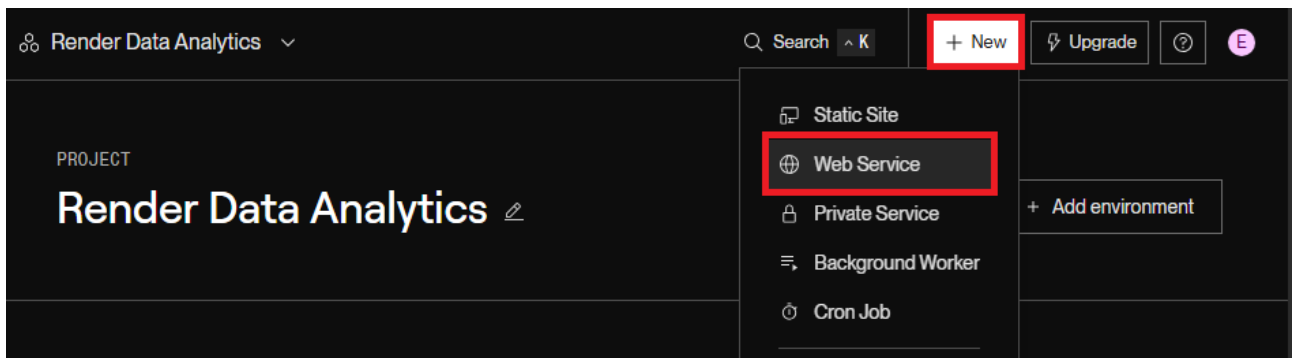 Render Data Analytics
Search ^ K
+ New
Upgrade
E
Static Site
PROJECT
Web Service
Render Data Analytics
Private Service
+ Add environment
Background Worker
Cron Job